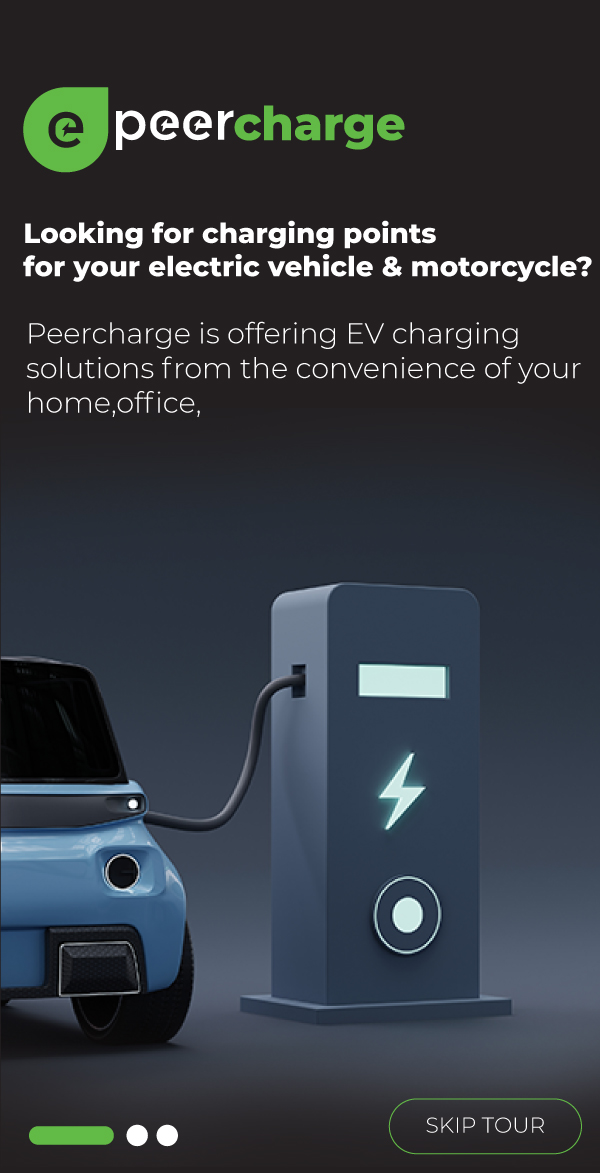 e peercharge
Looking for charging points
for your electric vehicle & motorcycle?
Peercharge is offering EV charging
solutions from the convenience of your
home,office,
SKIP TOUR